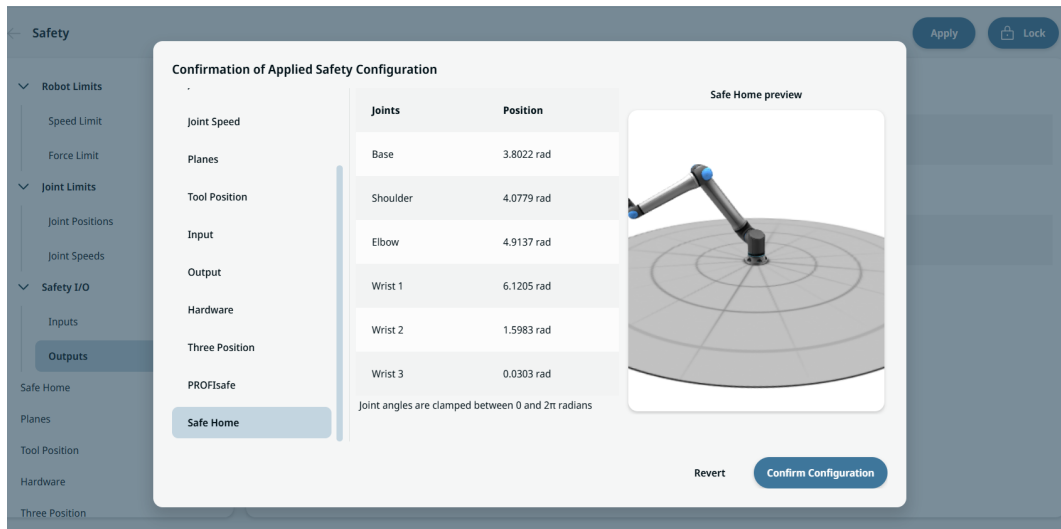 Safety
Apply
Lock
Robot Limits
Speed Limit
Force Limit
Joint Limits
Joint Positions
Joint Speeds
Safety I/O
Inputs
Outputs
Safe Home
Planes
Tool Position
Hardware
Three Position
Confirmation of Applied Safety Configuration
Joint Speed
Planes
Tool Position
Input
Output
Hardware
Three Position
PROFIsafe
Safe Home
Joints Position
Base 3.8022 rad
Shoulder 4.0779 rad
Elbow 4.9137 rad
Wrist 1 6.1205 rad
Wrist 2 1.5983 rad
Wrist 3 0.0303 rad
Joint angles are clamped between 0 and 2π radians
Safe Home preview
Revert
Confirm Configuration